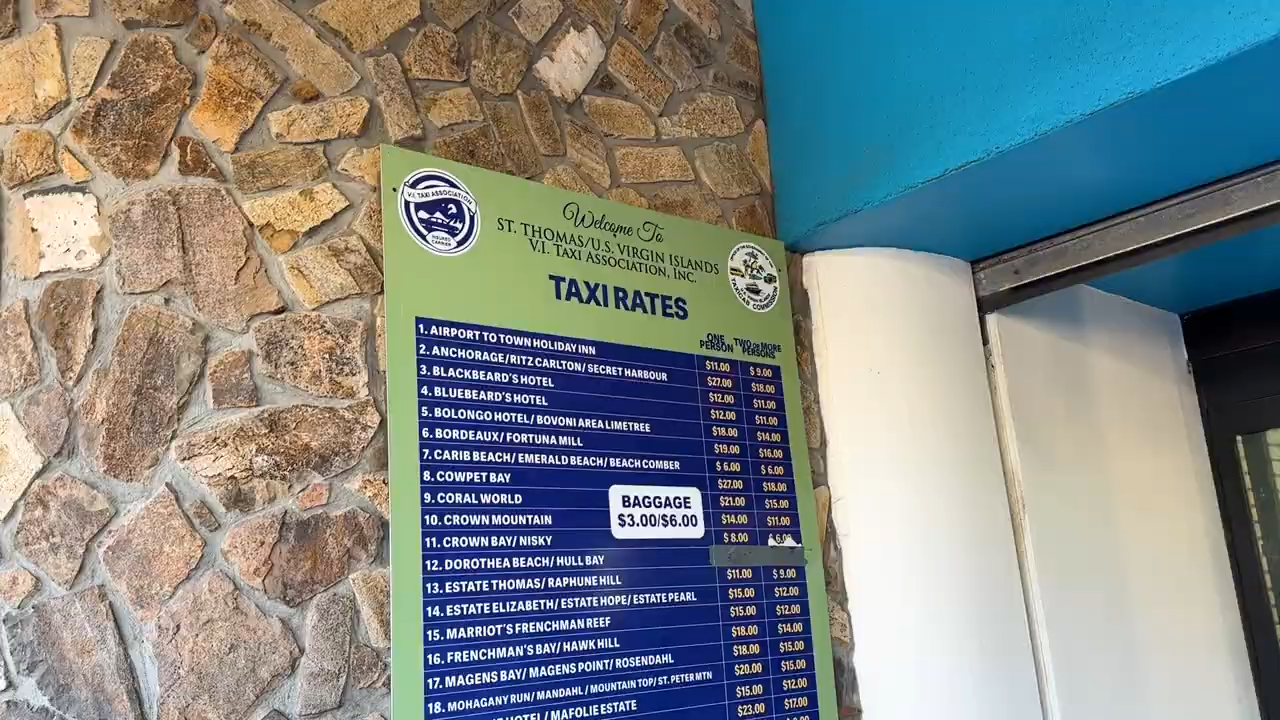 V.I. TAXI ASSOCIATION
INSURED
CARRIER
Welcome To
ST. THOMAS/U.S. VIRGIN ISLANDS
V.I. TAXI ASSOCIATION, INC.
TAXICAB COMMISSION
TAXI RATES
ONE PERSON TWO OR MORE PERSONS
1. AIRPORT TO TOWN HOLIDAY INN $11.00 $ 9.00
2. ANCHORAGE/RITZ CARLTON/ SECRET HARBOUR $27.00 $18.00
3. BLACKBEARD'S HOTEL $12.00 $11.00
4. BLUEBEARD'S HOTEL $12.00 $11.00
5. BOLONGO HOTEL/ BOVONI AREA LIMETREE $18.00 $14.00
6. BORDEAUX/ FORTUNA MILL $19.00 $16.00
7. CARIB BEACH/ EMERALD BEACH/ BEACH COMBER $ 6.00 $ 6.00
8. COWPET BAY $27.00 $18.00
9. CORAL WORLD $21.00 $15.00
BAGGAGE
$3.00/$6.00
10. CROWN MOUNTAIN $14.00 $11.00
11. CROWN BAY/ NISKY $ 8.00 $ 6.00
12. DOROTHEA BEACH/ HULL BAY
13. ESTATE THOMAS/ RAPHUNE HILL $11.00 $ 9.00
14. ESTATE ELIZABETH/ ESTATE HOPE/ ESTATE PEARL $15.00 $12.00
15. MARRIOT'S FRENCHMAN REEF $15.00 $12.00
16. FRENCHMAN'S BAY/ HAWK HILL $18.00 $14.00
17. MAGENS BAY/ MAGENS POINT/ ROSENDAHL $18.00 $15.00
18. MOHAGANY RUN/ MANDAHL / MOUNTAIN TOP/ ST. PETER MTN $20.00 $15.00
HOTEL/ MAFOLIE ESTATE $15.00 $12.00
$23.00 $17.00